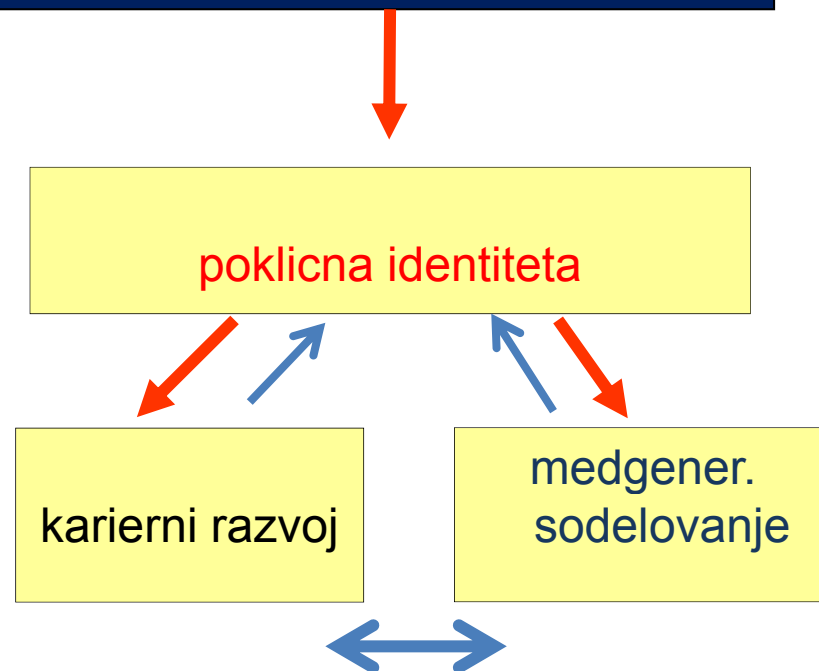 poklicna identiteta
karierni razvoj
medgener.
sodelovanje